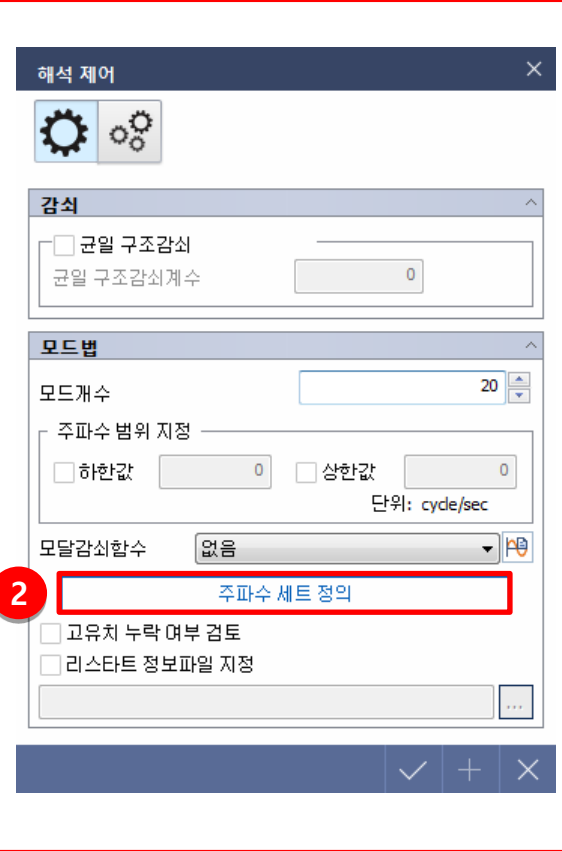 해석 제어
감쇠
균일 구조감쇠
균일 구조감쇠계수 0
모드법
모드개수 20
주파수 범위 지정
하한값 0 상한값 0
단위: cycle/sec
모달감쇠함수 없음
2 주파수 세트 정의
고유치 누락 여부 검토
리스타트 정보파일 지정
...